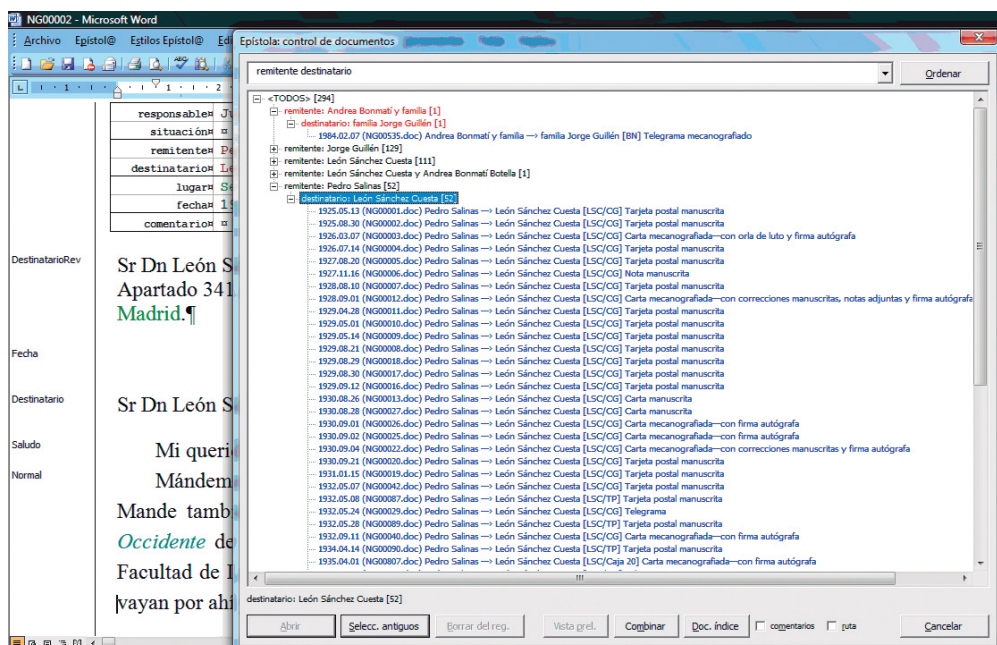 NG00002 - Microsoft Word
Archivo Epístol@ Estilos Epístol@ Edi
Epístola: control de documentos
remitente destinatario
Ordenar
1 1 2
responsable¤ Ju
situación¤ ¤
remitente¤ Pe
destinatario¤ Le
lugar¤ Se
fecha¤ 19
comentario¤ ¤
DestinatarioRev
Sr Dn León S
Apartado 341
Madrid.¶
Fecha
Destinatario
Sr Dn León S
Saludo
Mi queri
Normal
Mándem
Mande tamb
Occidente de
Facultad de I
vayan por ahi
<TODOS> [294]
remitente: Andrea Bonmatí y familia [1]
destinatario: familia Jorge Guillén [1]
1984.02.07 (NG00535.doc) Andrea Bonmatí y familia —> familia Jorge Guillén [BN] Telegrama mecanografiado
remitente: Jorge Guillén [129]
remitente: León Sánchez Cuesta [111]
remitente: León Sánchez Cuesta y Andrea Bonmatí Botella [1]
remitente: Pedro Salinas [52]
destinatario: León Sánchez Cuesta [52]
1925.05.13 (NG00001.doc) Pedro Salinas —> León Sánchez Cuesta [LSC/CG] Tarjeta postal manuscrita
1925.08.30 (NG00002.doc) Pedro Salinas —> León Sánchez Cuesta [LSC/CG] Tarjeta postal manuscrita
1926.03.07 (NG00003.doc) Pedro Salinas —> León Sánchez Cuesta [LSC/CG] Carta mecanografiada—con orla de luto y firma autógrafa
1926.07.14 (NG00004.doc) Pedro Salinas —> León Sánchez Cuesta [LSC/CG] Tarjeta postal manuscrita
1927.08.20 (NG00005.doc) Pedro Salinas —> León Sánchez Cuesta [LSC/CG] Tarjeta postal manuscrita
1927.11.16 (NG00006.doc) Pedro Salinas —> León Sánchez Cuesta [LSC/CG] Nota manuscrita
1928.08.10 (NG00007.doc) Pedro Salinas —> León Sánchez Cuesta [LSC/CG] Tarjeta postal manuscrita
1928.09.01 (NG00012.doc) Pedro Salinas —> León Sánchez Cuesta [LSC/CG] Carta mecanografiada—con correcciones manuscritas, notas adjuntas y firma autógrafa
1929.04.28 (NG00011.doc) Pedro Salinas —> León Sánchez Cuesta [LSC/CG] Tarjeta postal manuscrita
1929.05.01 (NG00010.doc) Pedro Salinas —> León Sánchez Cuesta [LSC/CG] Tarjeta postal manuscrita
1929.05.14 (NG00009.doc) Pedro Salinas —> León Sánchez Cuesta [LSC/CG] Tarjeta postal manuscrita
1929.08.21 (NG00008.doc) Pedro Salinas —> León Sánchez Cuesta [LSC/CG] Tarjeta postal manuscrita
1929.08.29 (NG00018.doc) Pedro Salinas —> León Sánchez Cuesta [LSC/CG] Tarjeta postal manuscrita
1929.08.30 (NG00017.doc) Pedro Salinas —> León Sánchez Cuesta [LSC/CG] Tarjeta postal manuscrita
1929.09.12 (NG00016.doc) Pedro Salinas —> León Sánchez Cuesta [LSC/CG] Tarjeta postal manuscrita
1930.08.26 (NG00013.doc) Pedro Salinas —> León Sánchez Cuesta [LSC/CG] Carta manuscrita
1930.08.28 (NG00027.doc) Pedro Salinas —> León Sánchez Cuesta [LSC/CG] Carta manuscrita
1930.09.01 (NG00026.doc) Pedro Salinas —> León Sánchez Cuesta [LSC/CG] Carta mecanografiada—con firma autógrafa
1930.09.02 (NG00025.doc) Pedro Salinas —> León Sánchez Cuesta [LSC/CG] Carta mecanografiada—con firma autógrafa
1930.09.04 (NG00022.doc) Pedro Salinas —> León Sánchez Cuesta [LSC/CG] Carta mecanografiada—con correcciones manuscritas y firma autógrafa
1930.09.21 (NG00020.doc) Pedro Salinas —> León Sánchez Cuesta [LSC/CG] Tarjeta postal manuscrita
1931.01.15 (NG00019.doc) Pedro Salinas —> León Sánchez Cuesta [LSC/CG] Tarjeta postal manuscrita
1932.05.07 (NG00042.doc) Pedro Salinas —> León Sánchez Cuesta [LSC/CG] Tarjeta postal manuscrita
1932.05.08 (NG00087.doc) Pedro Salinas —> León Sánchez Cuesta [LSC/TP] Tarjeta postal manuscrita
1932.05.24 (NG00029.doc) Pedro Salinas —> León Sánchez Cuesta [LSC/CG] Telegrama
1932.05.28 (NG00089.doc) Pedro Salinas —> León Sánchez Cuesta [LSC/TP] Tarjeta postal manuscrita
1932.09.11 (NG00040.doc) Pedro Salinas —> León Sánchez Cuesta [LSC/CG] Carta mecanografiada—con firma autógrafa
1934.04.14 (NG00090.doc) Pedro Salinas —> León Sánchez Cuesta [LSC/TP] Tarjeta postal manuscrita
1935.04.01 (NG00807.doc) Pedro Salinas —> León Sánchez Cuesta [LSC/Caja 20] Carta mecanografiada—con firma autógrafa
destinatario: León Sánchez Cuesta [52]
Abrir Selecc. antiguos Borrar del reg. Vista prel. Combinar Doc. índice comentarios ruta Cancelar